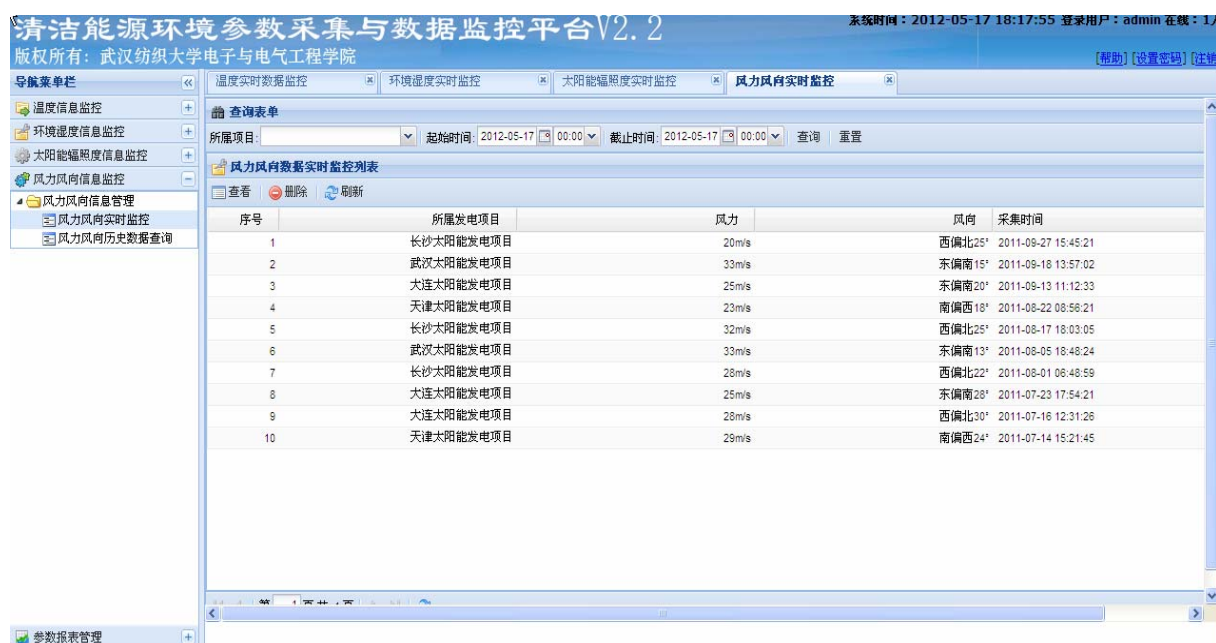 清洁能源环境参数采集与数据监控平台V2.2
系统时间：2012-05-17 18:17:55 登录用户：admin 在线：1
版权所有：武汉纺织大学电子与电气工程学院
[帮助] [设置密码] [注销
导航菜单栏
温度实时数据监控 环境湿度实时监控 太阳能辐照度实时监控 风力风向实时监控
温度信息监控
环境湿度信息监控
太阳能辐照度信息监控
风力风向信息监控
风力风向信息管理
风力风向实时监控
风力风向历史数据查询
查询表单
所属项目: 起始时间: 2012-05-17 00:00 截止时间: 2012-05-17 00:00 查询 重置
风力风向数据实时监控列表
查看 删除 刷新
序号 所属发电项目 风力 风向 采集时间
1 长沙太阳能发电项目 20m/s 西偏北25° 2011-09-27 15:45:21
2 武汉太阳能发电项目 33m/s 东偏南15° 2011-09-18 13:57:02
3 大连太阳能发电项目 25m/s 东偏南20° 2011-09-13 11:12:33
4 天津太阳能发电项目 23m/s 南偏西18° 2011-08-22 08:56:21
5 长沙太阳能发电项目 32m/s 西偏北25° 2011-08-17 18:03:05
6 武汉太阳能发电项目 33m/s 东偏南13° 2011-08-05 18:48:24
7 长沙太阳能发电项目 28m/s 西偏北22° 2011-08-01 06:48:59
8 大连太阳能发电项目 25m/s 东偏南28° 2011-07-23 17:54:21
9 大连太阳能发电项目 28m/s 西偏北30° 2011-07-16 12:31:26
10 天津太阳能发电项目 29m/s 南偏西24° 2011-07-14 15:21:45
第 1 页共 页
参数报表管理